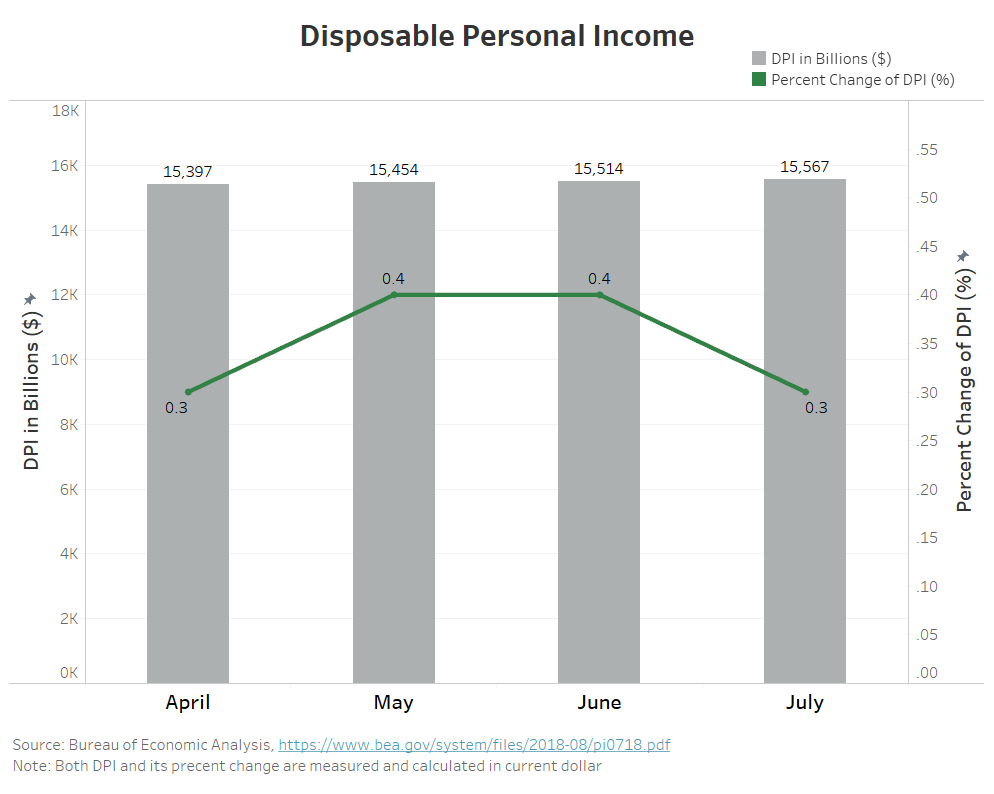 Disposable Personal Income
DPI in Billions ($)
Percent Change of DPI (%)
DPI in Billions ($)
18K
16K
14K
12K
10K
8K
6K
4K
2K
0K
15,397
15,454
15,514
15,567
0.3
0.4
0.4
0.3
.55
.50
.45
.40
.35
.30
.25
.20
.15
.10
.05
.00
Percent Change of DPI (%)
April
May
June
July
Source: Bureau of Economic Analysis, https://www.bea.gov/system/files/2018-08/pi0718.pdf
Note: Both DPI and its precent change are measured and calculated in current dollar